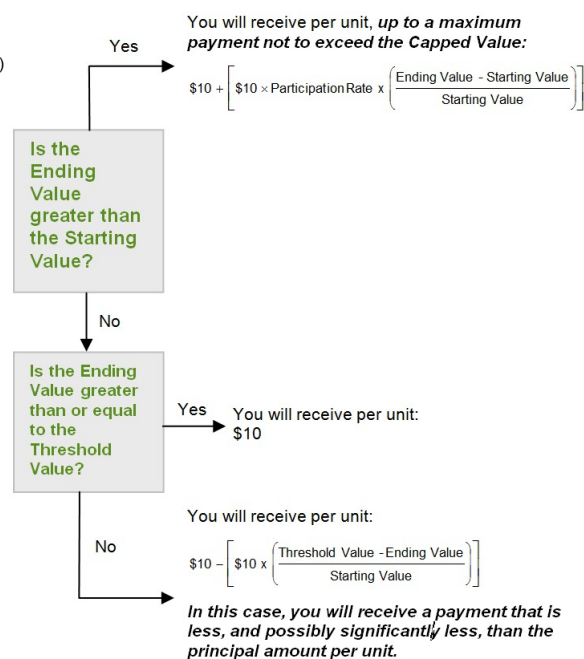 You will receive per unit, up to a maximum
payment not to exceed the Capped Value:
Yes
)
$10 + [ $10 × Participation Rate x ( Ending Value - Starting Value / Starting Value ) ]
Is the
Ending
Value
greater than
the Starting
Value?
No
Is the Ending
Value greater
than or equal
to the
Threshold
Value?
Yes
You will receive per unit:
$10
You will receive per unit:
No
$10 – [ $10 x ( Threshold Value - Ending Value / Starting Value ) ]
In this case, you will receive a payment that is
less, and possibly significantly less, than the
principal amount per unit.